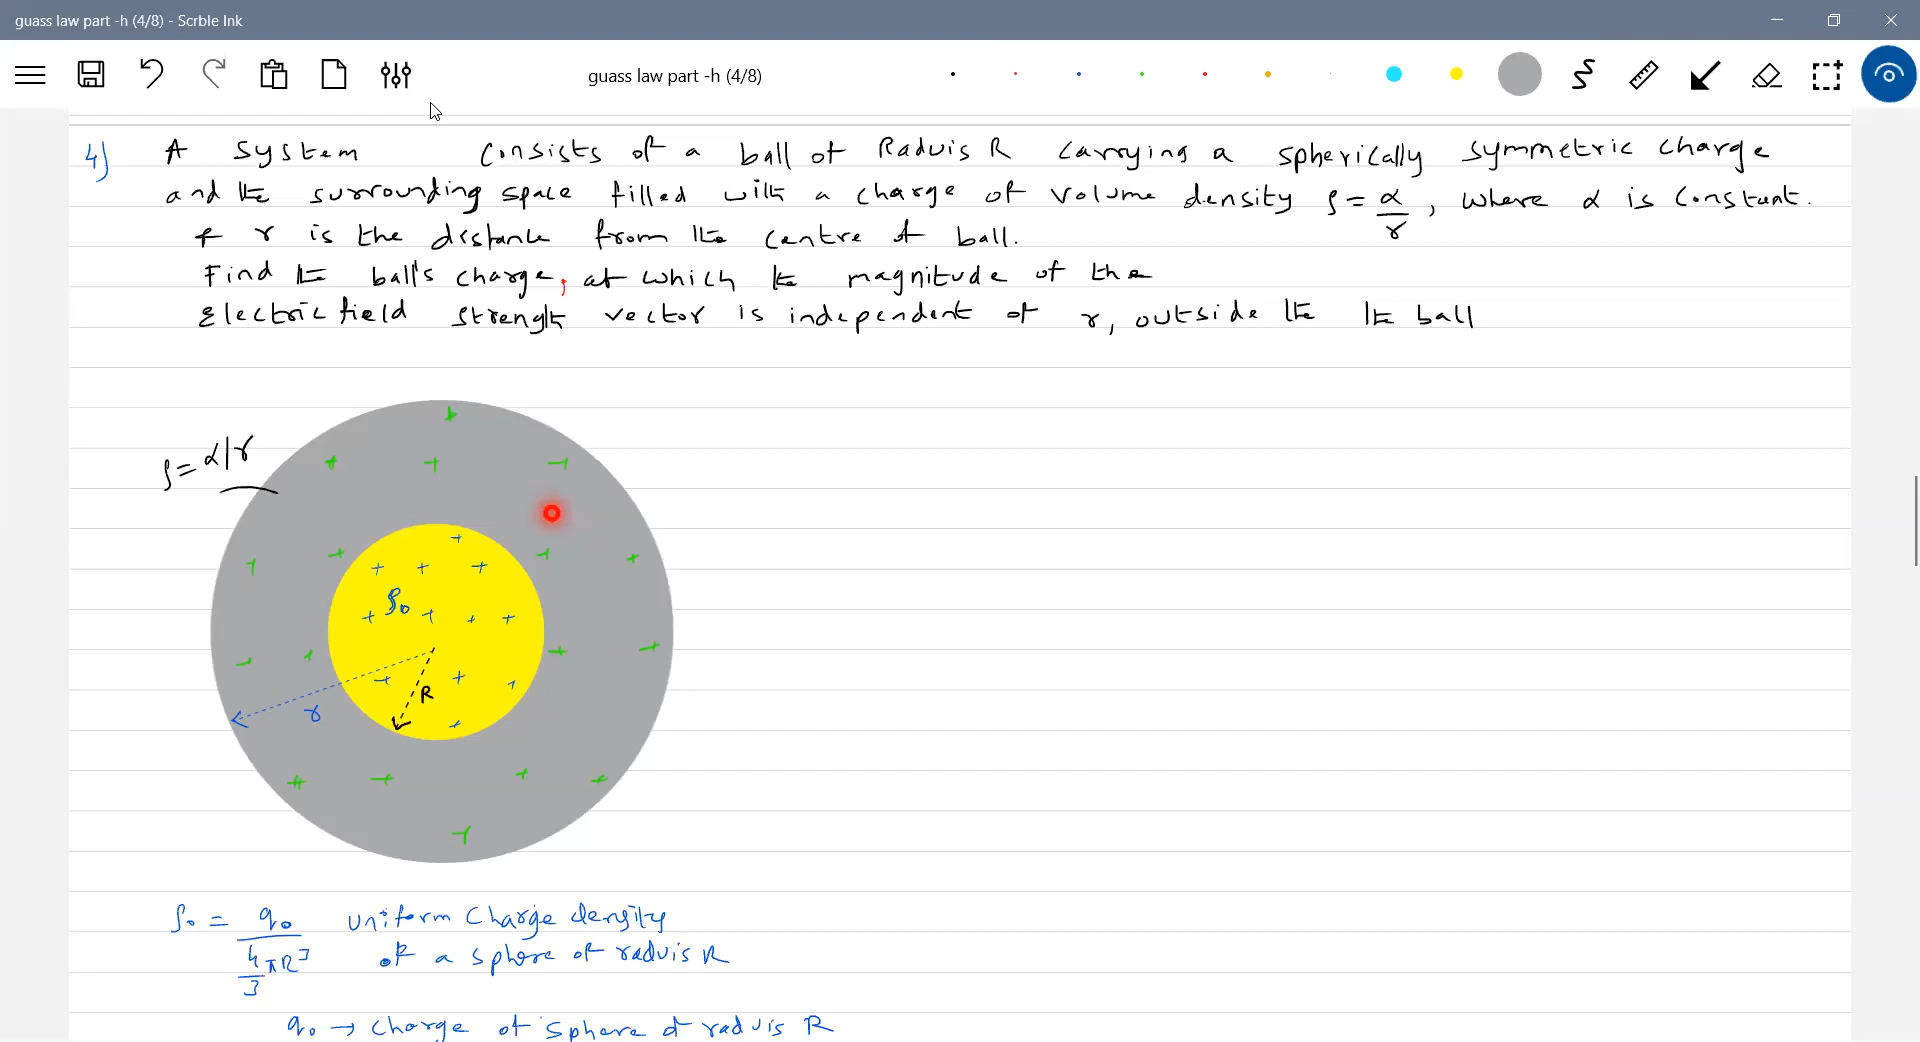 guass law part -h (4/8) - Scrble Ink
guass law part -h (4/8)
4) A system consists of a ball of Raduis R carrying a spherically symmetric charge
and the surrounding space filled with a charge of volume density ρ = α/r, where α is constant.
& r is the distance from the centre of ball.
Find the ball's charge, at which the magnitude of the
Electric field strength vector is independent of r, outside the the ball
ρ = α/r
ρ₀
R
r
ρ₀ = q₀ / (4/3 πR³) uniform charge density
of a sphere of raduis R
q₀ → charge of sphere of raduis R